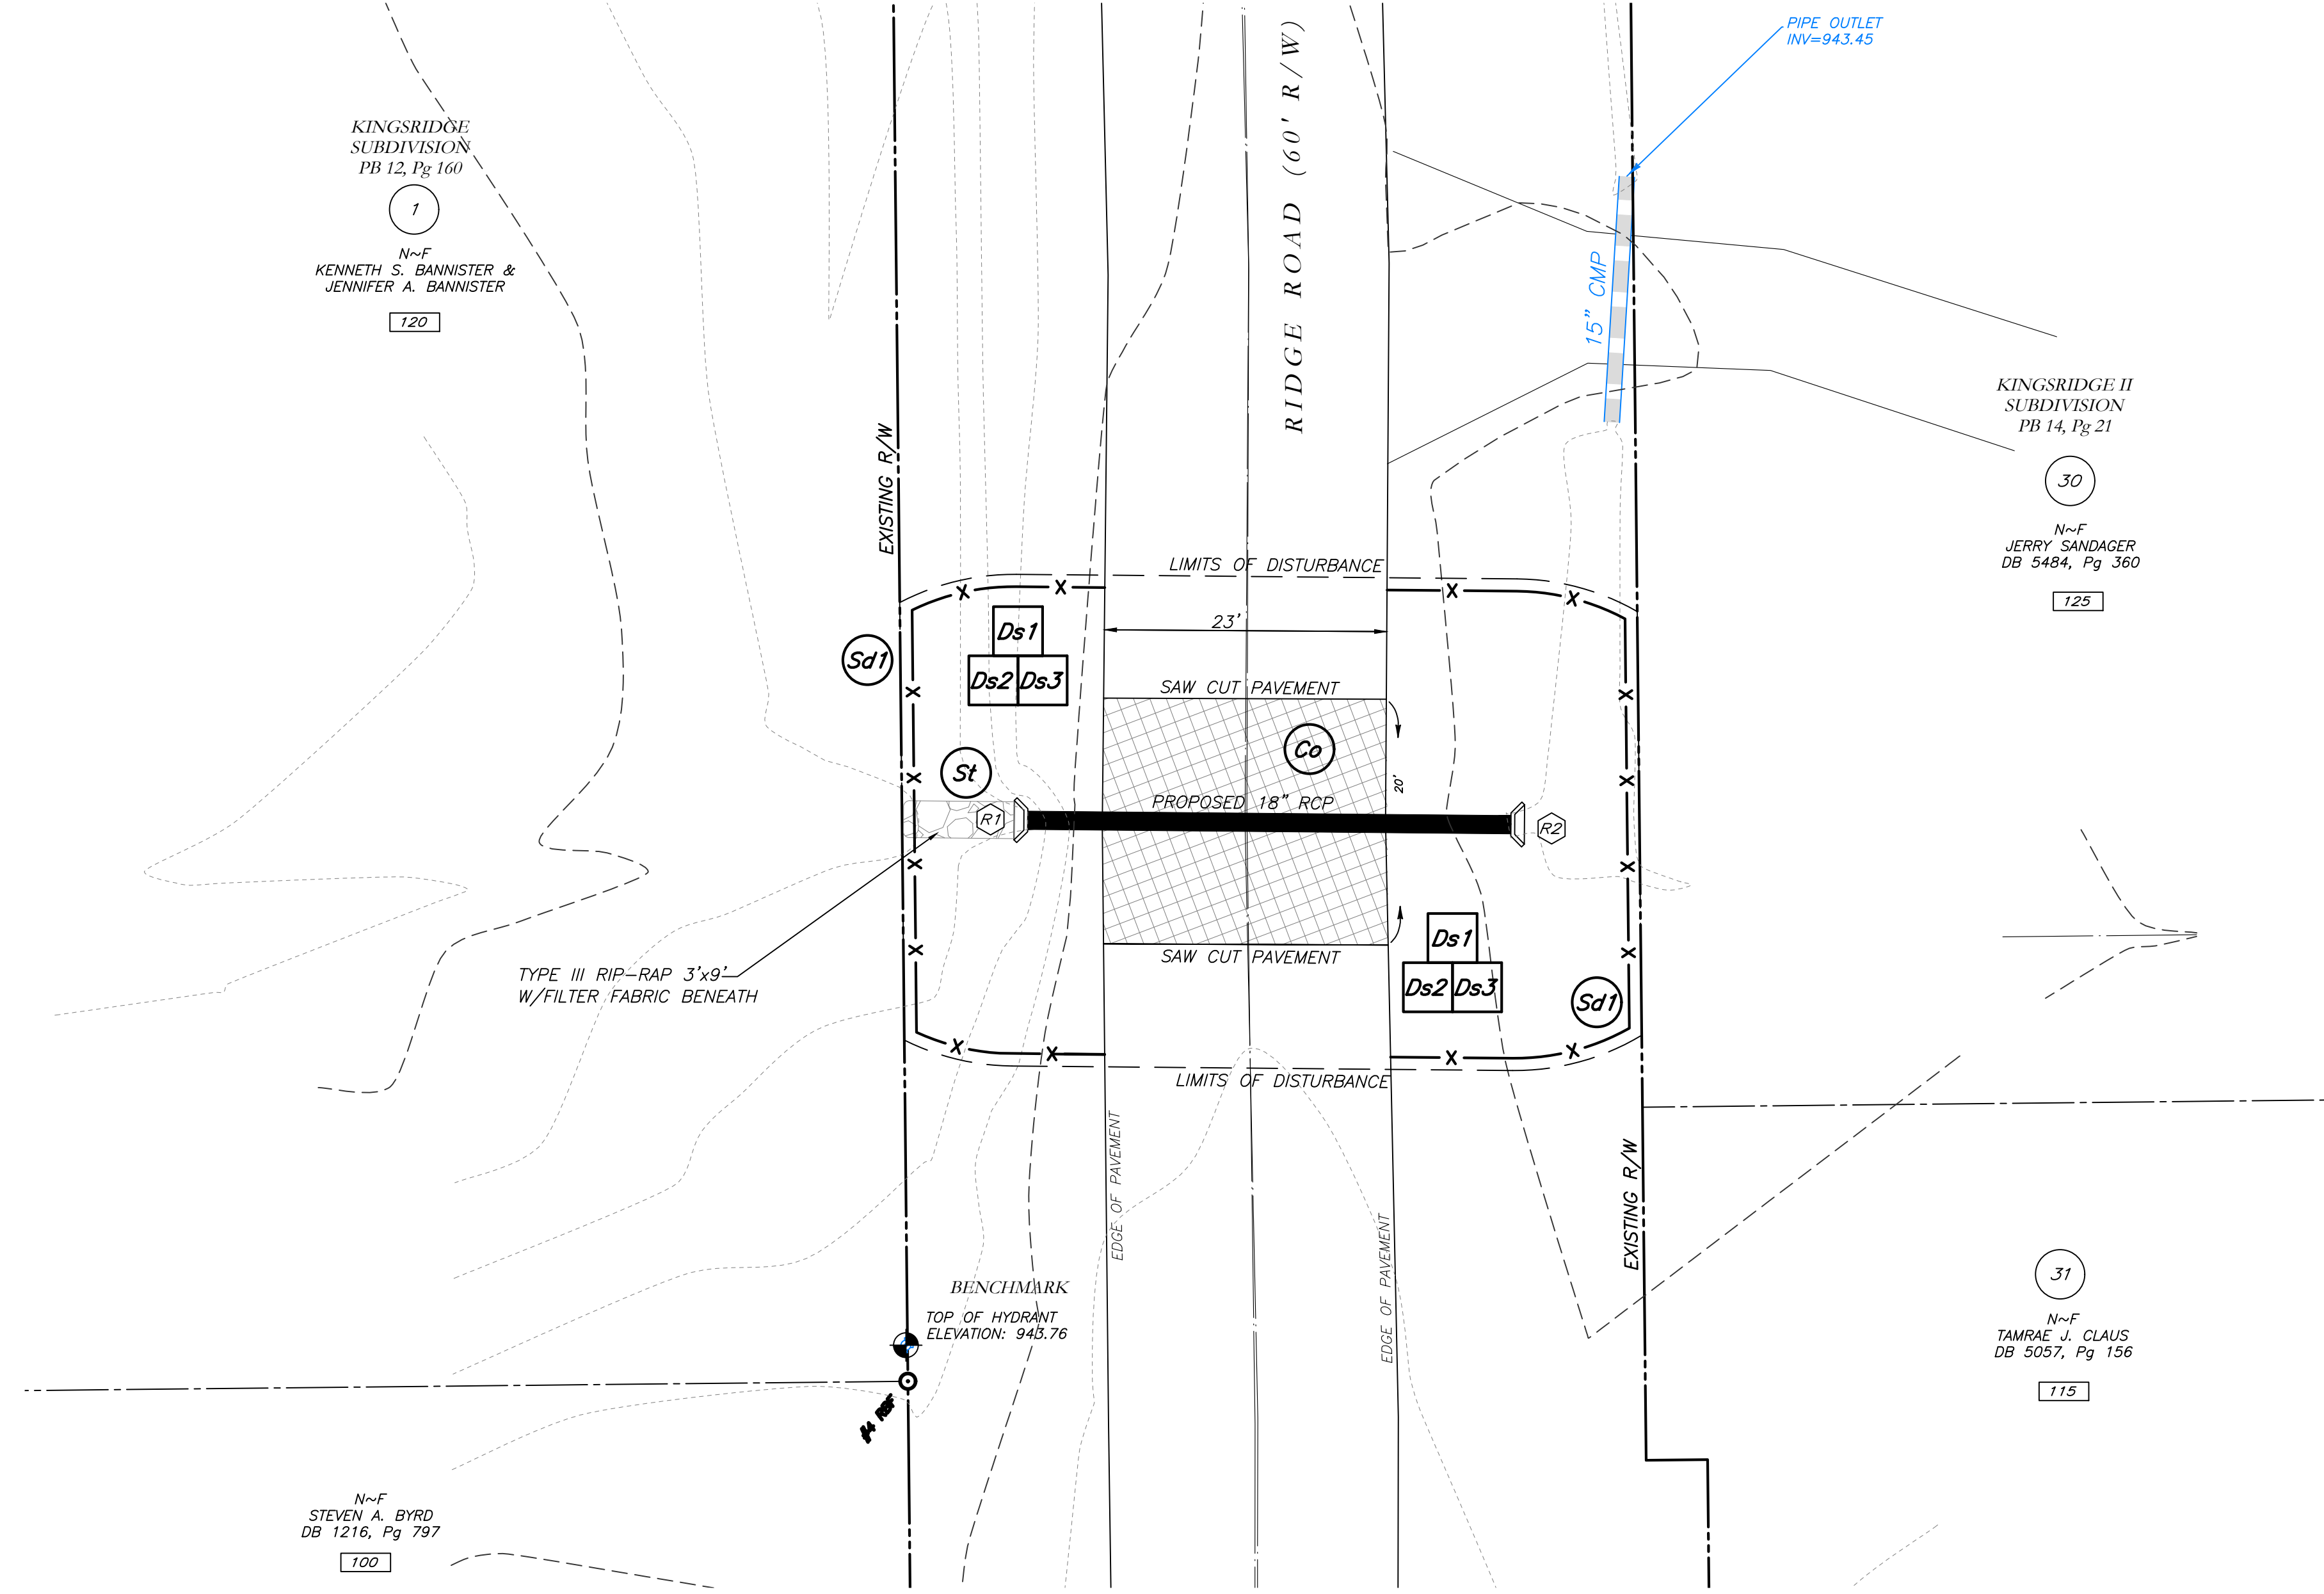 PIPE OUTLET
INV=943.45
KINGSRIDGE
SUBDIVISION
PB 12, Pg 160
1
N~F
KENNETH S. BANNISTER &
JENNIFER A. BANNISTER
120
RIDGE ROAD (60' R/W)
15" CMP
KINGSRIDGE II
SUBDIVISION
PB 14, Pg 21
30
N~F
JERRY SANDAGER
DB 5484, Pg 360
125
EXISTING R/W
LIMITS OF DISTURBANCE
23'
Ds1
Ds2 Ds3
Sd1
SAW CUT PAVEMENT
Co
St
20'
PROPOSED 18" RCP
R1
R2
TYPE III RIP-RAP 3'x9'
W/FILTER FABRIC BENEATH
SAW CUT PAVEMENT
Ds1
Ds2 Ds3
Sd1
LIMITS OF DISTURBANCE
EDGE OF PAVEMENT
EDGE OF PAVEMENT
EXISTING R/W
BENCHMARK
TOP OF HYDRANT
ELEVATION: 943.76
31
N~F
TAMRAE J. CLAUS
DB 5057, Pg 156
115
N~F
STEVEN A. BYRD
DB 1216, Pg 797
100